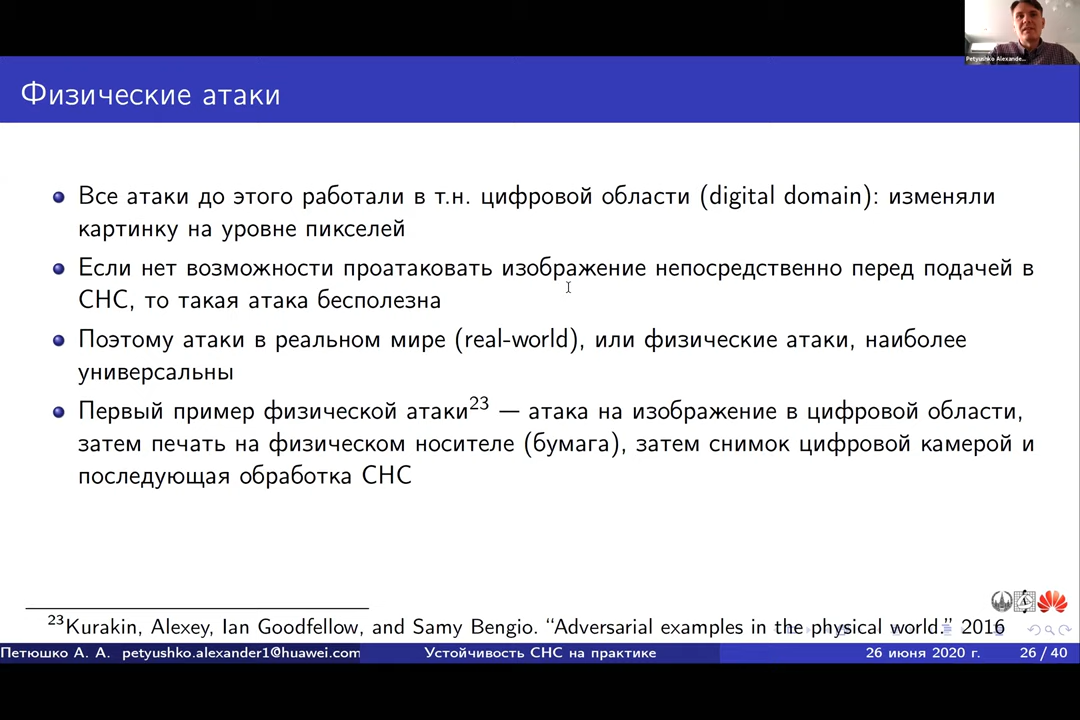 Petyushko Alexande...
Физические атаки
Все атаки до этого работали в т.н. цифровой области (digital domain): изменяли
картинку на уровне пикселей
Если нет возможности проатаковать изображение непосредственно перед подачей в
СНС, то такая атака бесполезна
Поэтому атаки в реальном мире (real-world), или физические атаки, наиболее
универсальны
Первый пример физической атаки23 — атака на изображение в цифровой области,
затем печать на физическом носителе (бумага), затем снимок цифровой камерой и
последующая обработка СНС
23Kurakin, Alexey, Ian Goodfellow, and Samy Bengio. “Adversarial examples in the physical world.” 2016
Петюшко А. А. petyushko.alexander1@huawei.com Устойчивость СНС на практике 26 июня 2020 г. 26 / 40